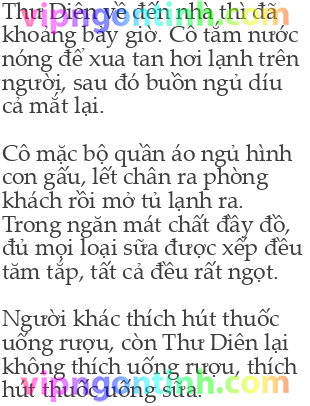 Thư Diên về đến nhà thì đã
khoảng bảy giờ. Cô tắm nước
nóng để xua tan hơi lạnh trên
người, sau đó buồn ngủ díu
cả mắt lại.
Cô mặc bộ quần áo ngủ hình
con gấu, lết chân ra phòng
khách rồi mở tủ lạnh ra.
Trong ngăn mát chất đầy đồ,
đủ mọi loại sữa được xếp đều
tăm tắp, tất cả đều rất ngọt.
Người khác thích hút thuốc
uống rượu, còn Thư Diên lại
không thích uống rượu, thích
hút thuốc uống sữa.
vipngontinh.com
vipngontinh.com